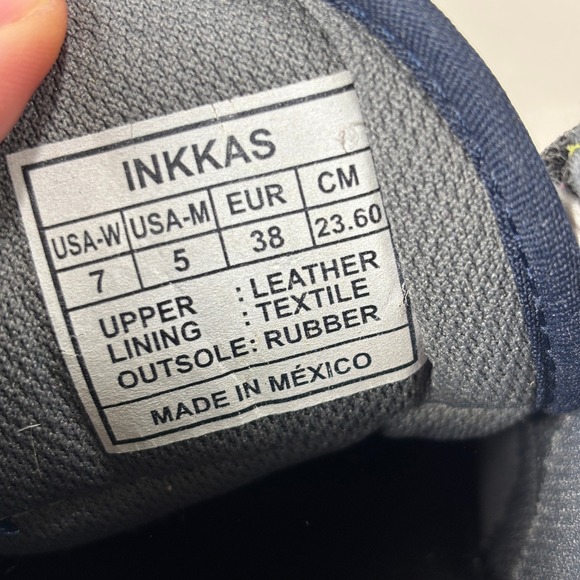 INKKAS
USA-W USA-M EUR CM
7 5 38 23.60
UPPER : LEATHER
LINING : TEXTILE
OUTSOLE: RUBBER
MADE IN MÉXICO